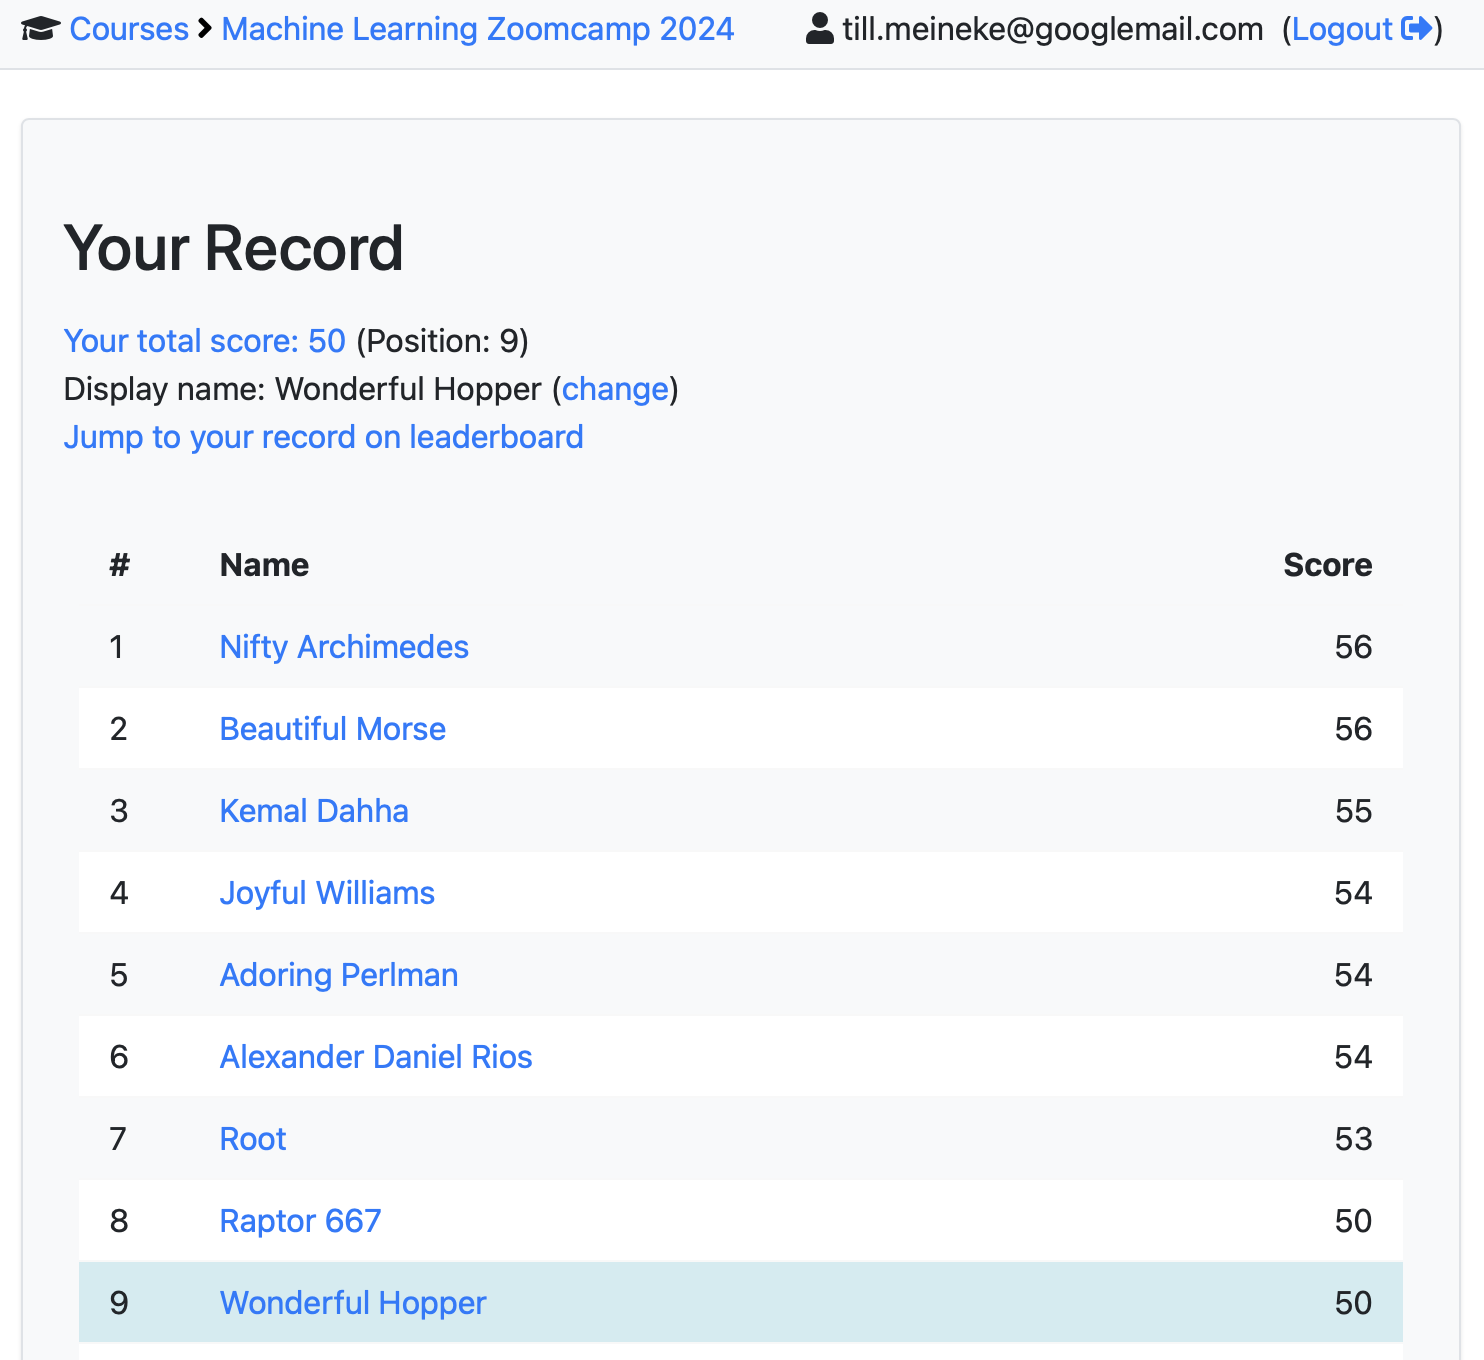 Courses > Machine Learning Zoomcamp 2024 till.meineke@googlemail.com (Logout)
Your Record
Your total score: 50 (Position: 9)
Display name: Wonderful Hopper (change)
Jump to your record on leaderboard
# Name Score
1 Nifty Archimedes 56
2 Beautiful Morse 56
3 Kemal Dahha 55
4 Joyful Williams 54
5 Adoring Perlman 54
6 Alexander Daniel Rios 54
7 Root 53
8 Raptor 667 50
9 Wonderful Hopper 50